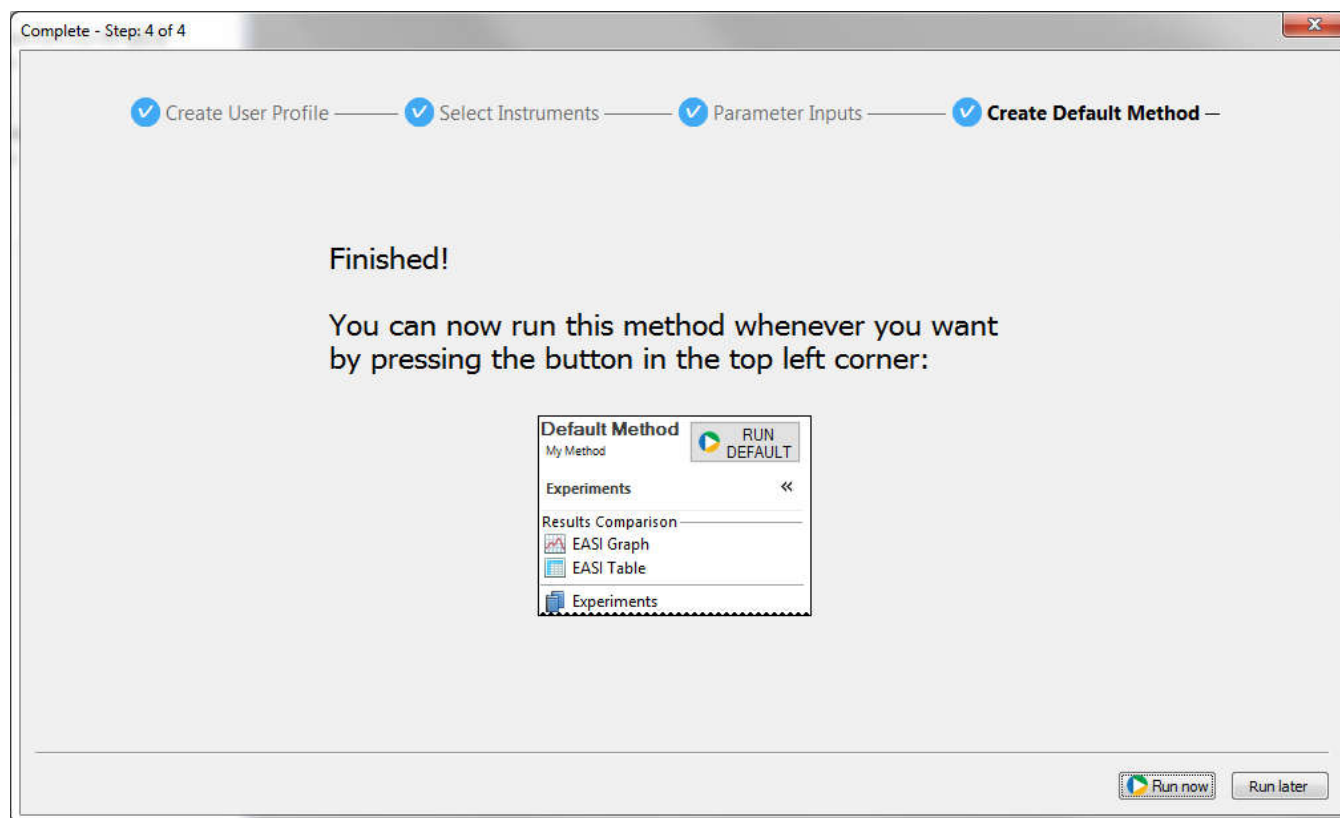 Complete - Step: 4 of 4
Create User Profile
Select Instruments
Parameter Inputs
Create Default Method
Finished!
You can now run this method whenever you want
by pressing the button in the top left corner:
Default Method
My Method
RUN
DEFAULT
Experiments
Results Comparison
EASI Graph
EASI Table
Experiments
Run now
Run later